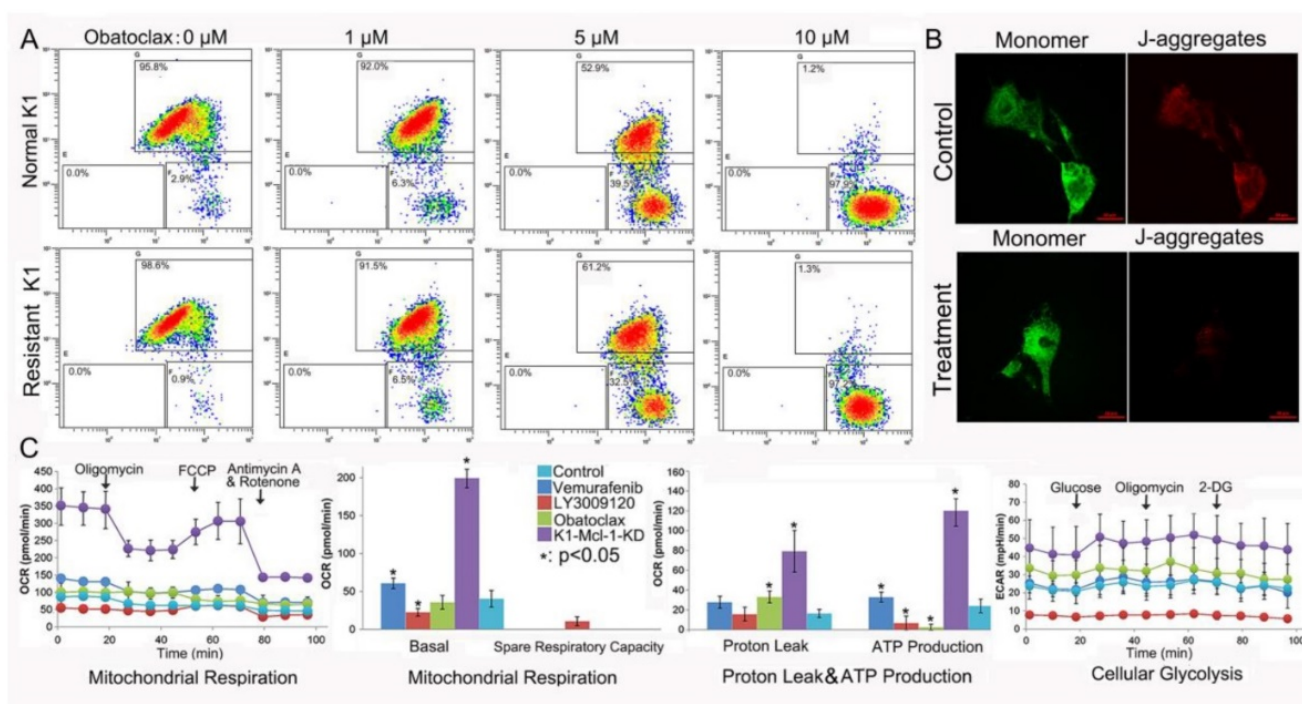 A
Obatoclax: 0 μM
1 μM
5 μM
10 μM
Normal K1
G
95.8%
E
0.0%
F
2.9%
G
92.0%
E
0.0%
F
6.3%
G
52.9%
E
0.0%
F
39.5%
G
1.2%
E
0.0%
F
97.9%
Resistant K1
G
98.6%
E
0.0%
F
0.9%
G
91.5%
E
0.0%
F
6.5%
G
61.2%
E
0.0%
F
32.5%
G
1.3%
E
0.0%
F
97.2%
B
Monomer
J-aggregates
Control
Monomer
J-aggregates
Treatment
C
OCR (pmol/min)
450
400
350
300
250
200
150
100
50
0
Oligomycin
FCCP
Antimycin A
& Rotenone
0 20 40 60 80 100
Time (min)
Mitochondrial Respiration
OCR (pmol/min)
200
150
100
50
0
Control
Vemurafenib
LY3009120
Obatoclax
K1-Mcl-1-KD
*: p<0.05
* * *
Basal
Spare Respiratory Capacity
Mitochondrial Respiration
OCR (pmol/min)
160
140
120
100
80
60
40
20
0
* * * * * *
Proton Leak
ATP Production
Proton Leak&ATP Production
ECAR (mpH/min)
80
70
60
50
40
30
20
10
0
Glucose
Oligomycin
2-DG
0 20 40 60 80 100
Time (min)
Cellular Glycolysis